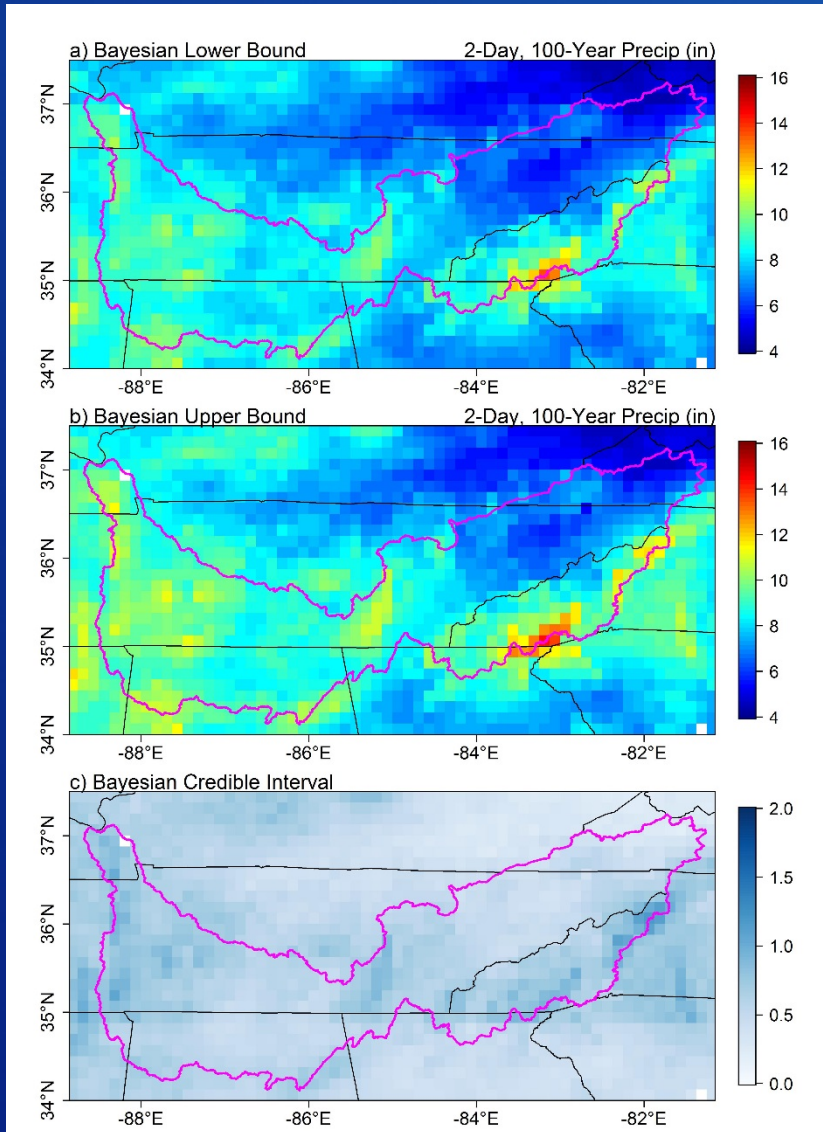 a) Bayesian Lower Bound 2-Day, 100-Year Precip (in)
37°N
36°N
35°N
34°N
-88°E -86°E -84°E -82°E
16
14
12
10
8
6
4
b) Bayesian Upper Bound 2-Day, 100-Year Precip (in)
37°N
36°N
35°N
34°N
-88°E -86°E -84°E -82°E
16
14
12
10
8
6
4
c) Bayesian Credible Interval
37°N
36°N
35°N
34°N
-88°E -86°E -84°E -82°E
2.0
1.5
1.0
0.5
0.0